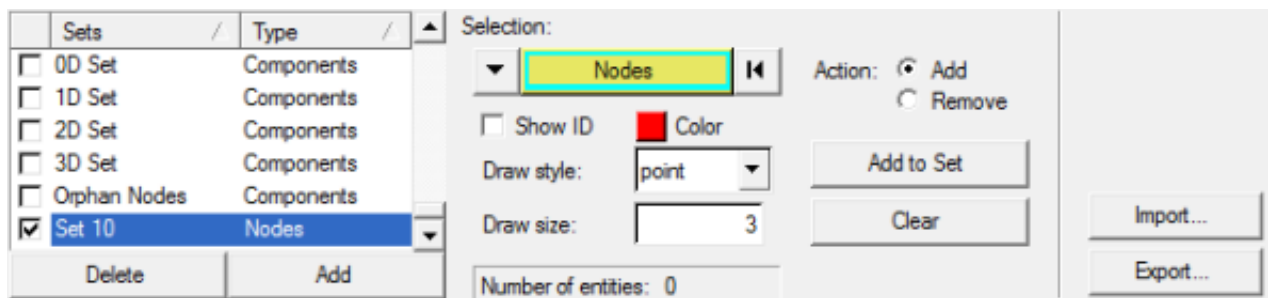 Sets Type
0D Set Components
1D Set Components
2D Set Components
3D Set Components
Orphan Nodes Components
Set 10 Nodes
Delete Add
Selection:
Nodes
Show ID Color
Draw style: point
Draw size: 3
Number of entities: 0
Action: Add
Remove
Add to Set
Clear
Import...
Export...